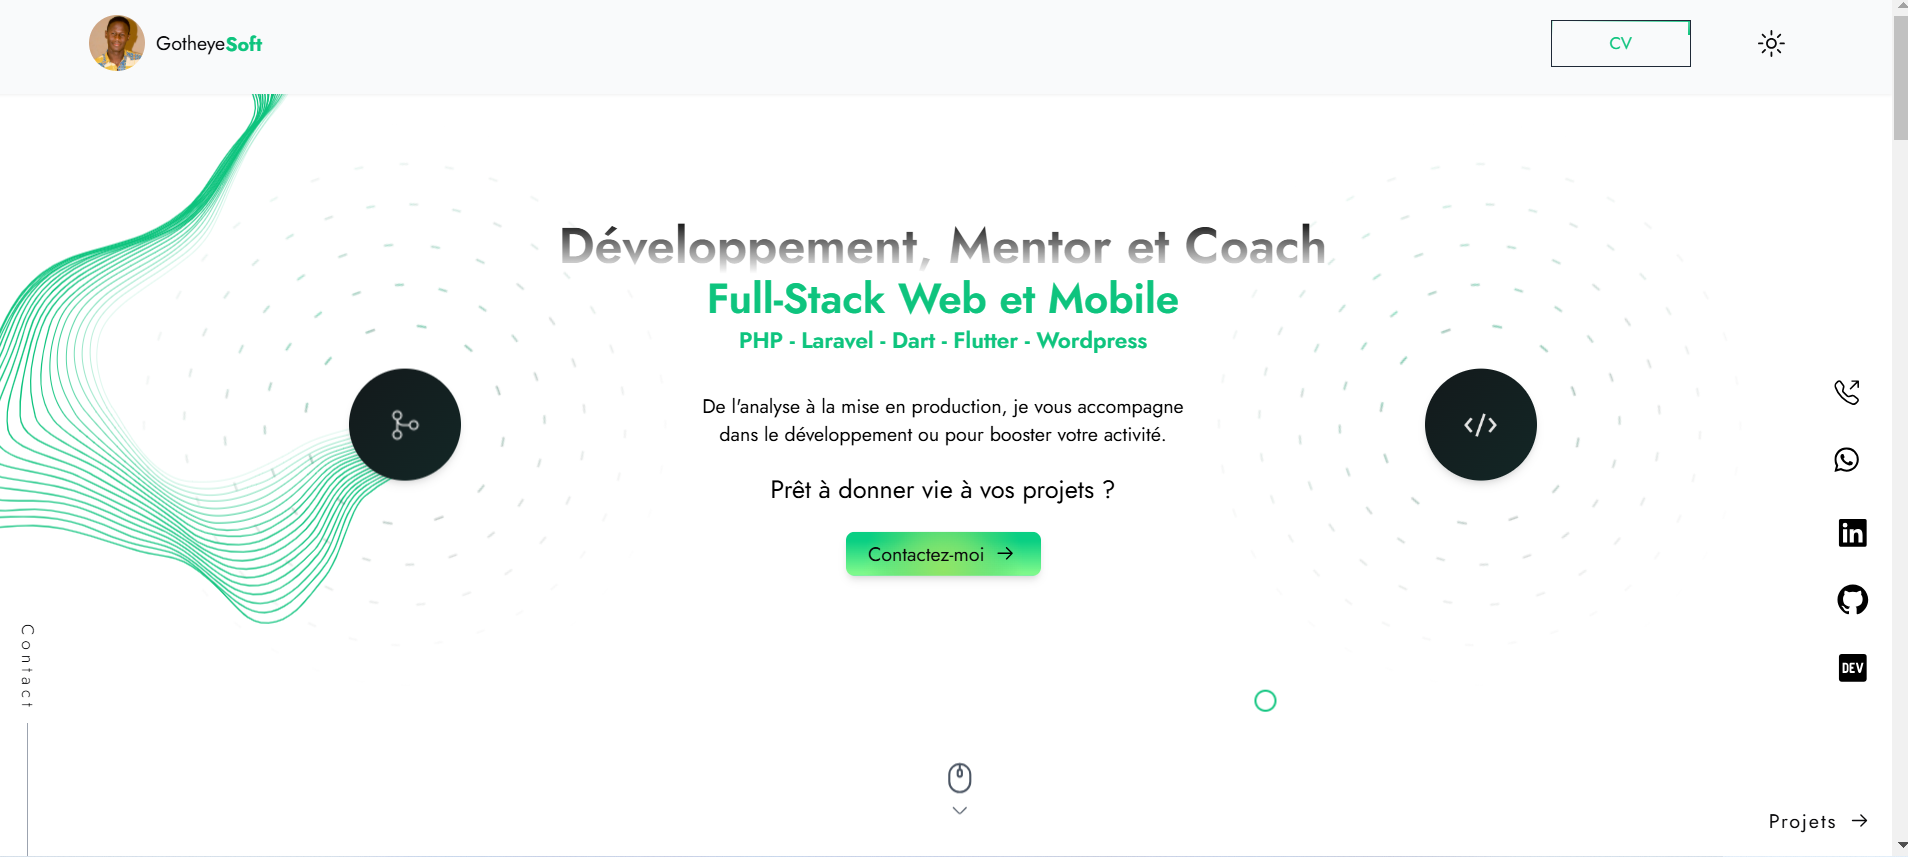 GotheyeSoft
CV
Développement, Mentor et Coach
Full-Stack Web et Mobile
PHP - Laravel - Dart - Flutter - Wordpress
De l'analyse à la mise en production, je vous accompagne
dans le développement ou pour booster votre activité.
Prêt à donner vie à vos projets ?
Contactez-moi
in
DEV
Contact
Projets